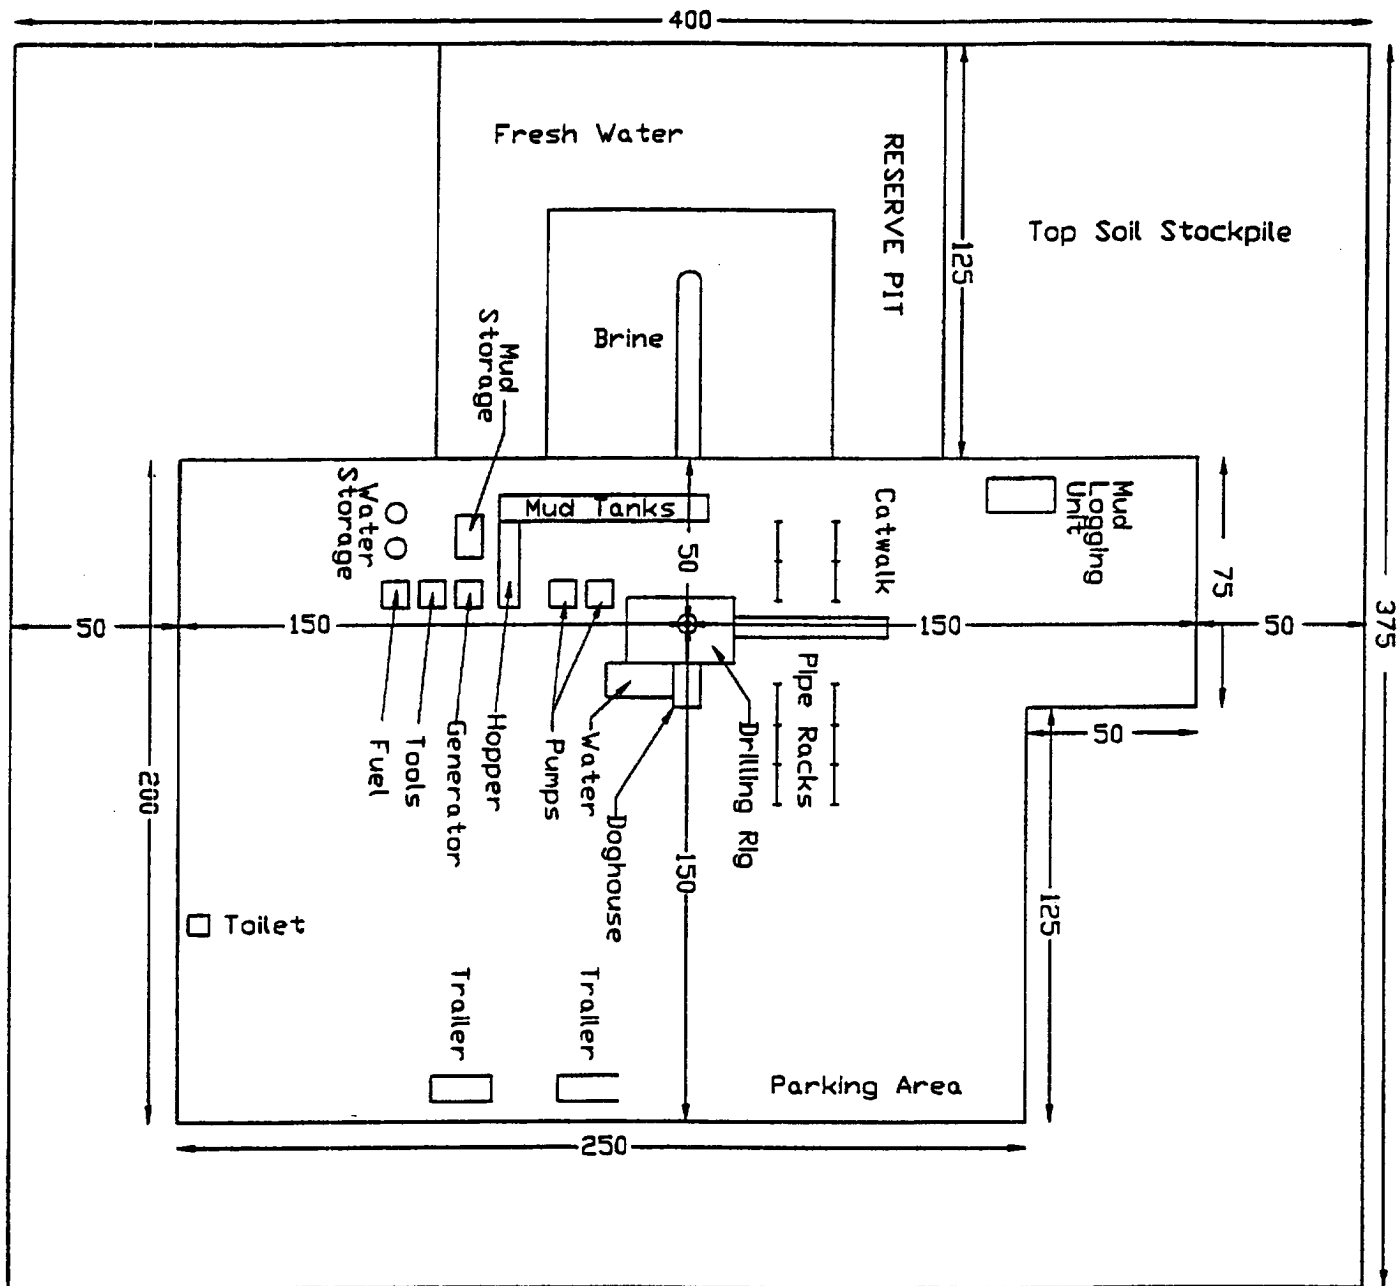 400
Fresh Water
RESERVE PIT
125
Top Soil Stockpile
Brine
Mud
Storage
Water
Storage
Mud Tanks
50
Catwalk
Mud
Logging
Unit
75
375
50
150
150
50
Fuel
Tools
Generator
Hopper
Pumps
Water
Doghouse
Drilling Rig
Pipe Racks
50
200
150
125
Toilet
Trailer
Trailer
Parking Area
250